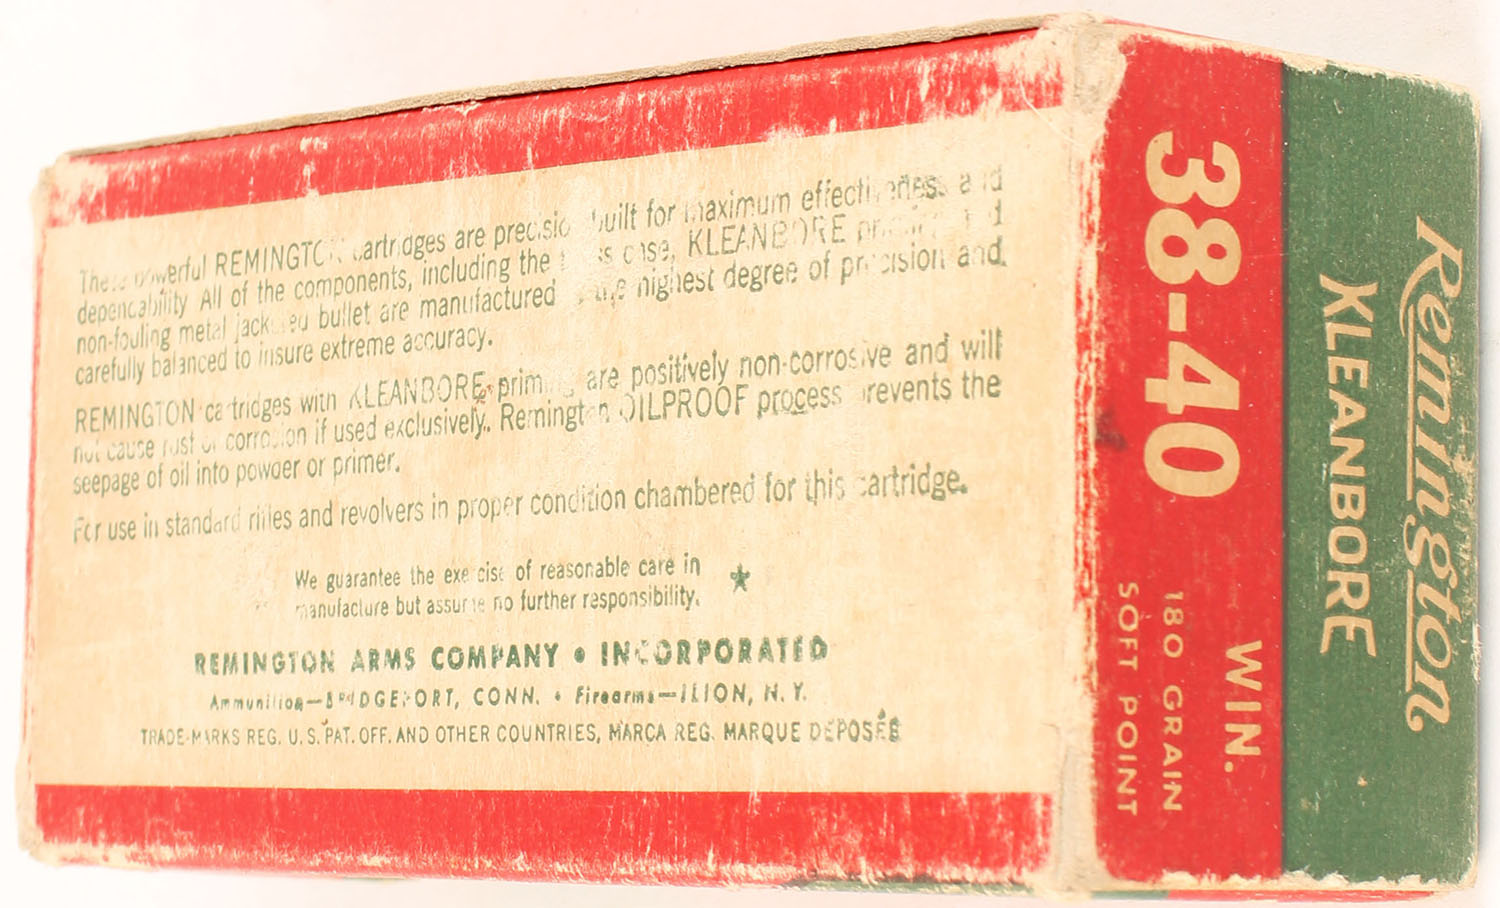 These powerful REMINGTON cartridges are precision built for maximum effectiveness and
dependability. All of the components, including the brass case, KLEANBORE priming and
non-fouling metal jacketed bullet are manufactured to the highest degree of precision and
carefully balanced to insure extreme accuracy.
REMINGTON cartridges with KLEANBORE priming are positively non-corrosive and will
not cause rust or corrosion if used exclusively. Remington OILPROOF process prevents the
seepage of oil into powder or primer.
For use in standard rifles and revolvers in proper condition chambered for this cartridge.
We guarantee the exercise of reasonable care in
manufacture but assume no further responsibility.
REMINGTON ARMS COMPANY • INCORPORATED
Ammunition—BRIDGEPORT, CONN. • Firearms—ILION, N.Y.
TRADE-MARKS REG. U.S. PAT. OFF. AND OTHER COUNTRIES, MARCA REG. MARQUE DEPOSÉE
Remington
KLEANBORE
38-40 WIN.
180 GRAIN
SOFT POINT